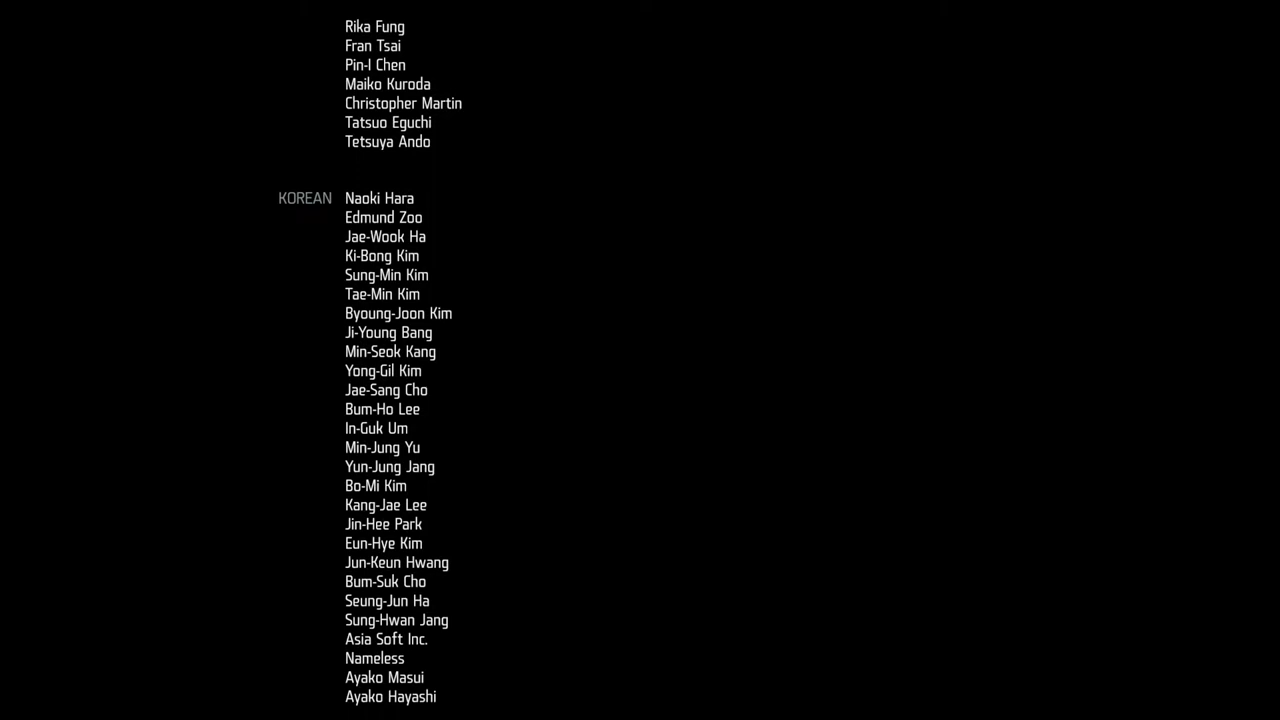 Rika Fung
Fran Tsai
Pin-I Chen
Maiko Kuroda
Christopher Martin
Tatsuo Eguchi
Tetsuya Ando
KOREAN Naoki Hara
Edmund Zoo
Jae-Wook Ha
Ki-Bong Kim
Sung-Min Kim
Tae-Min Kim
Byoung-Joon Kim
Ji-Young Bang
Min-Seok Kang
Yong-Gil Kim
Jae-Sang Cho
Bum-Ho Lee
In-Guk Um
Min-Jung Yu
Yun-Jung Jang
Bo-Mi Kim
Kang-Jae Lee
Jin-Hee Park
Eun-Hye Kim
Jun-Keun Hwang
Bum-Suk Cho
Seung-Jun Ha
Sung-Hwan Jang
Asia Soft Inc.
Nameless
Ayako Masui
Ayako Hayashi